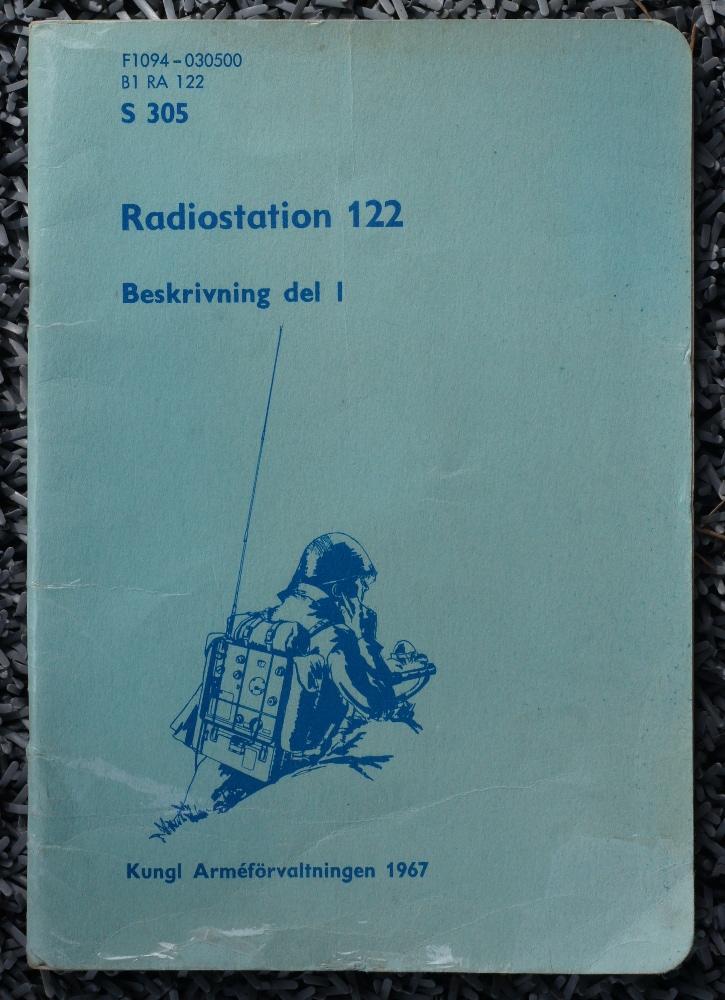 F1094-030500
B1 RA 122
S 305
Radiostation 122
Beskrivning del I
Kungl Arméförvaltningen 1967